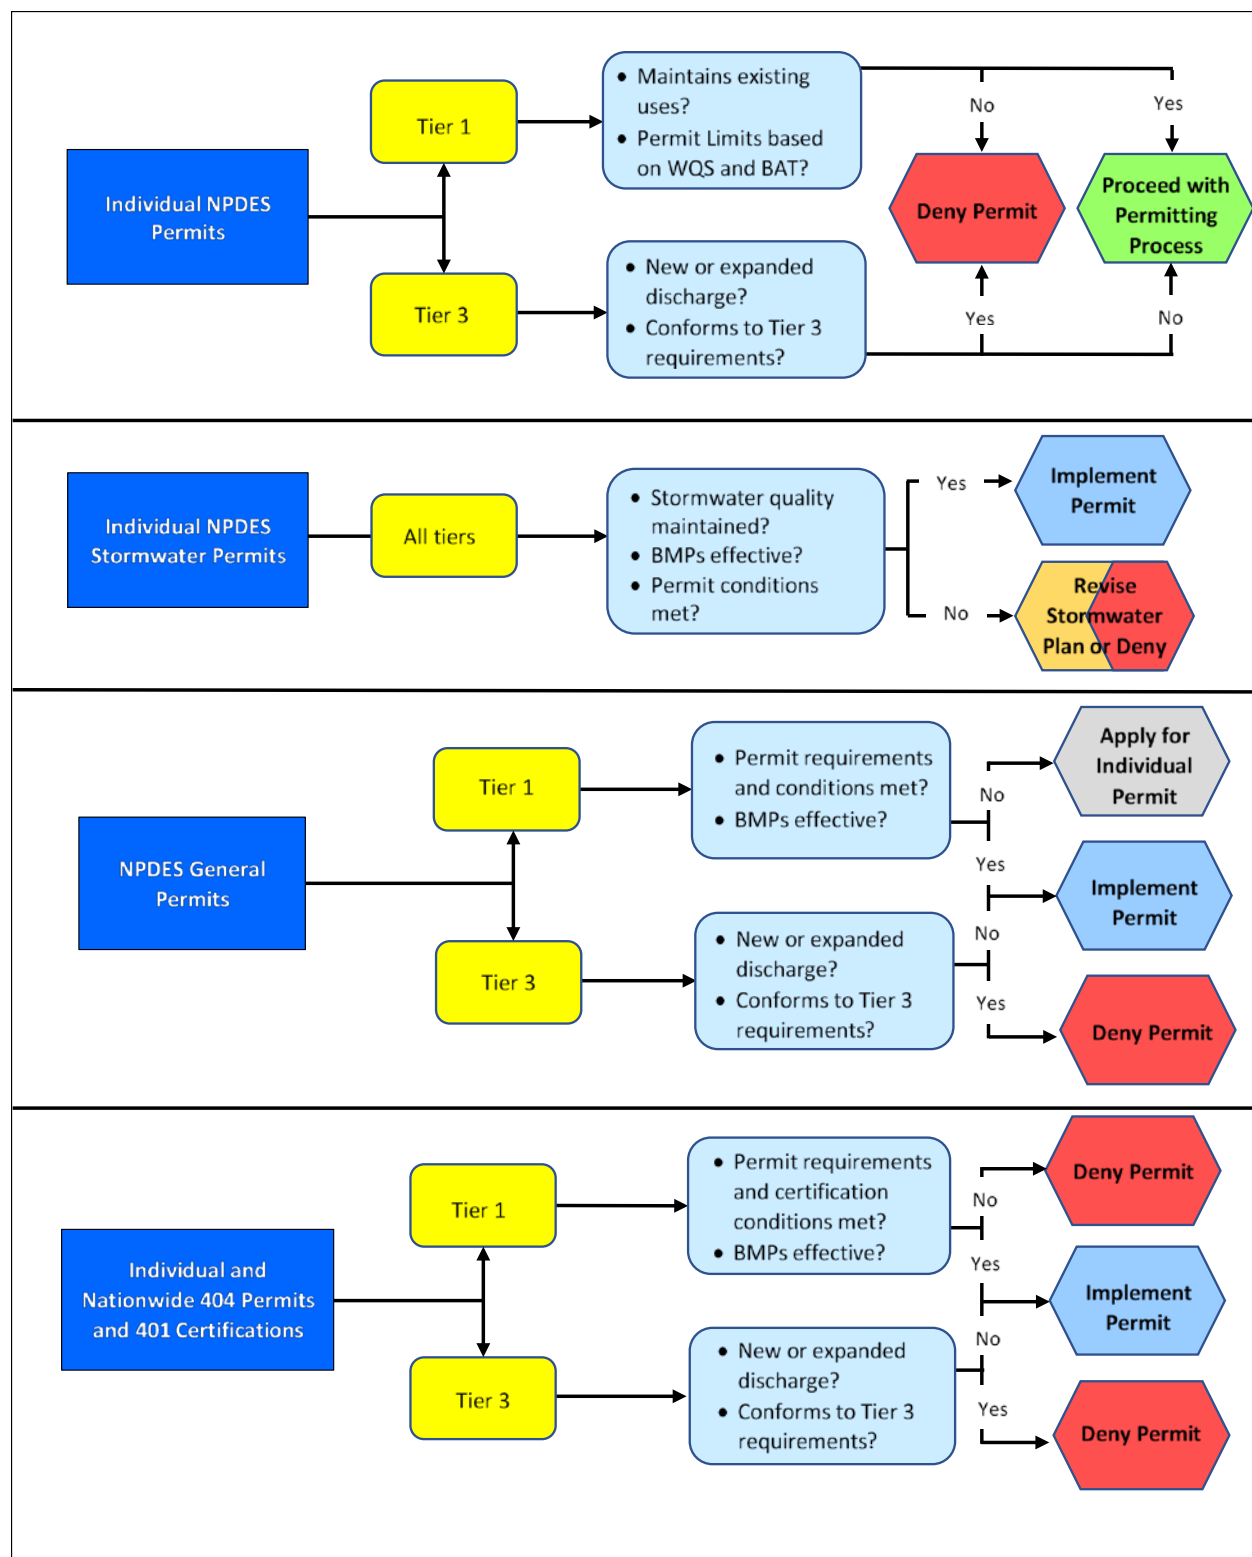 Individual NPDES
Permits
Tier 1
Tier 3
• Maintains existing
uses?
• Permit Limits based
on WQS and BAT?
• New or expanded
discharge?
• Conforms to Tier 3
requirements?
No
Yes
Deny Permit
Proceed with
Permitting
Process
Yes
No
Individual NPDES
Stormwater Permits
All tiers
• Stormwater quality
maintained?
• BMPs effective?
• Permit conditions
met?
Yes
No
Implement
Permit
Revise
Stormwater
Plan or Deny
NPDES General
Permits
Tier 1
Tier 3
• Permit requirements
and conditions met?
• BMPs effective?
• New or expanded
discharge?
• Conforms to Tier 3
requirements?
No
Yes
No
Yes
Apply for
Individual
Permit
Implement
Permit
Deny Permit
Individual and
Nationwide 404 Permits
and 401 Certifications
Tier 1
Tier 3
• Permit requirements
and certification
conditions met?
• BMPs effective?
• New or expanded
discharge?
• Conforms to Tier 3
requirements?
No
Yes
No
Yes
Deny Permit
Implement
Permit
Deny Permit